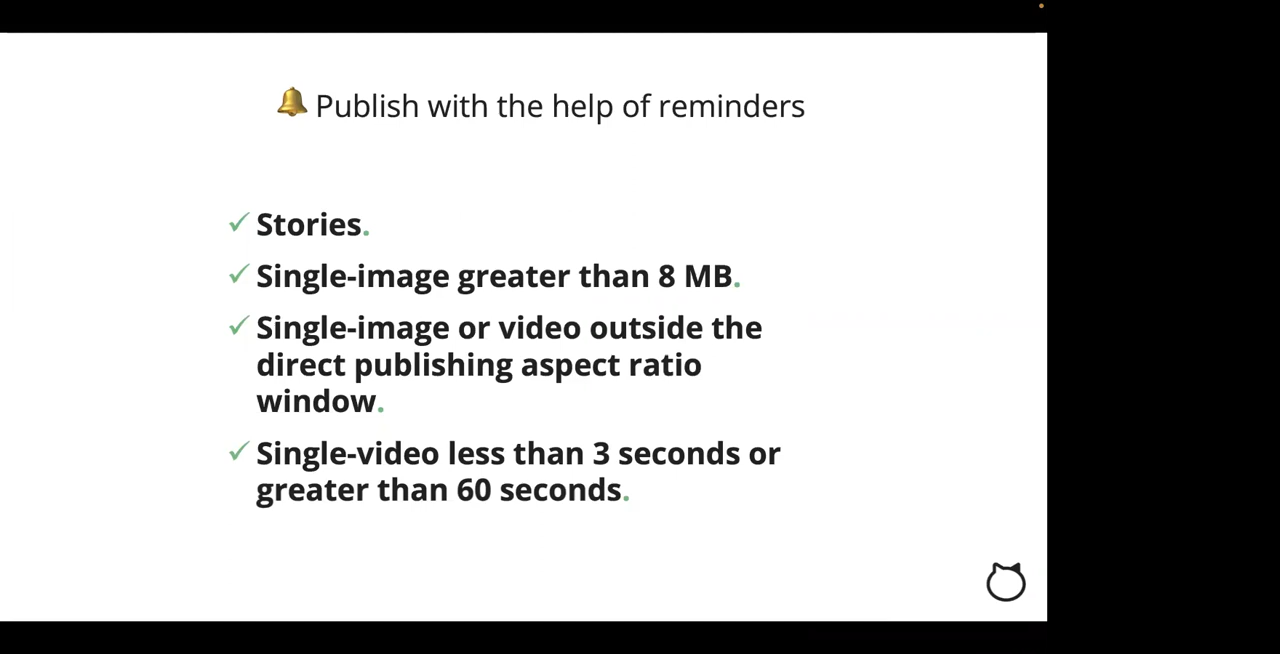 Publish with the help of reminders
Stories.
Single-image greater than 8 MB.
Single-image or video outside the
direct publishing aspect ratio
window.
Single-video less than 3 seconds or
greater than 60 seconds.